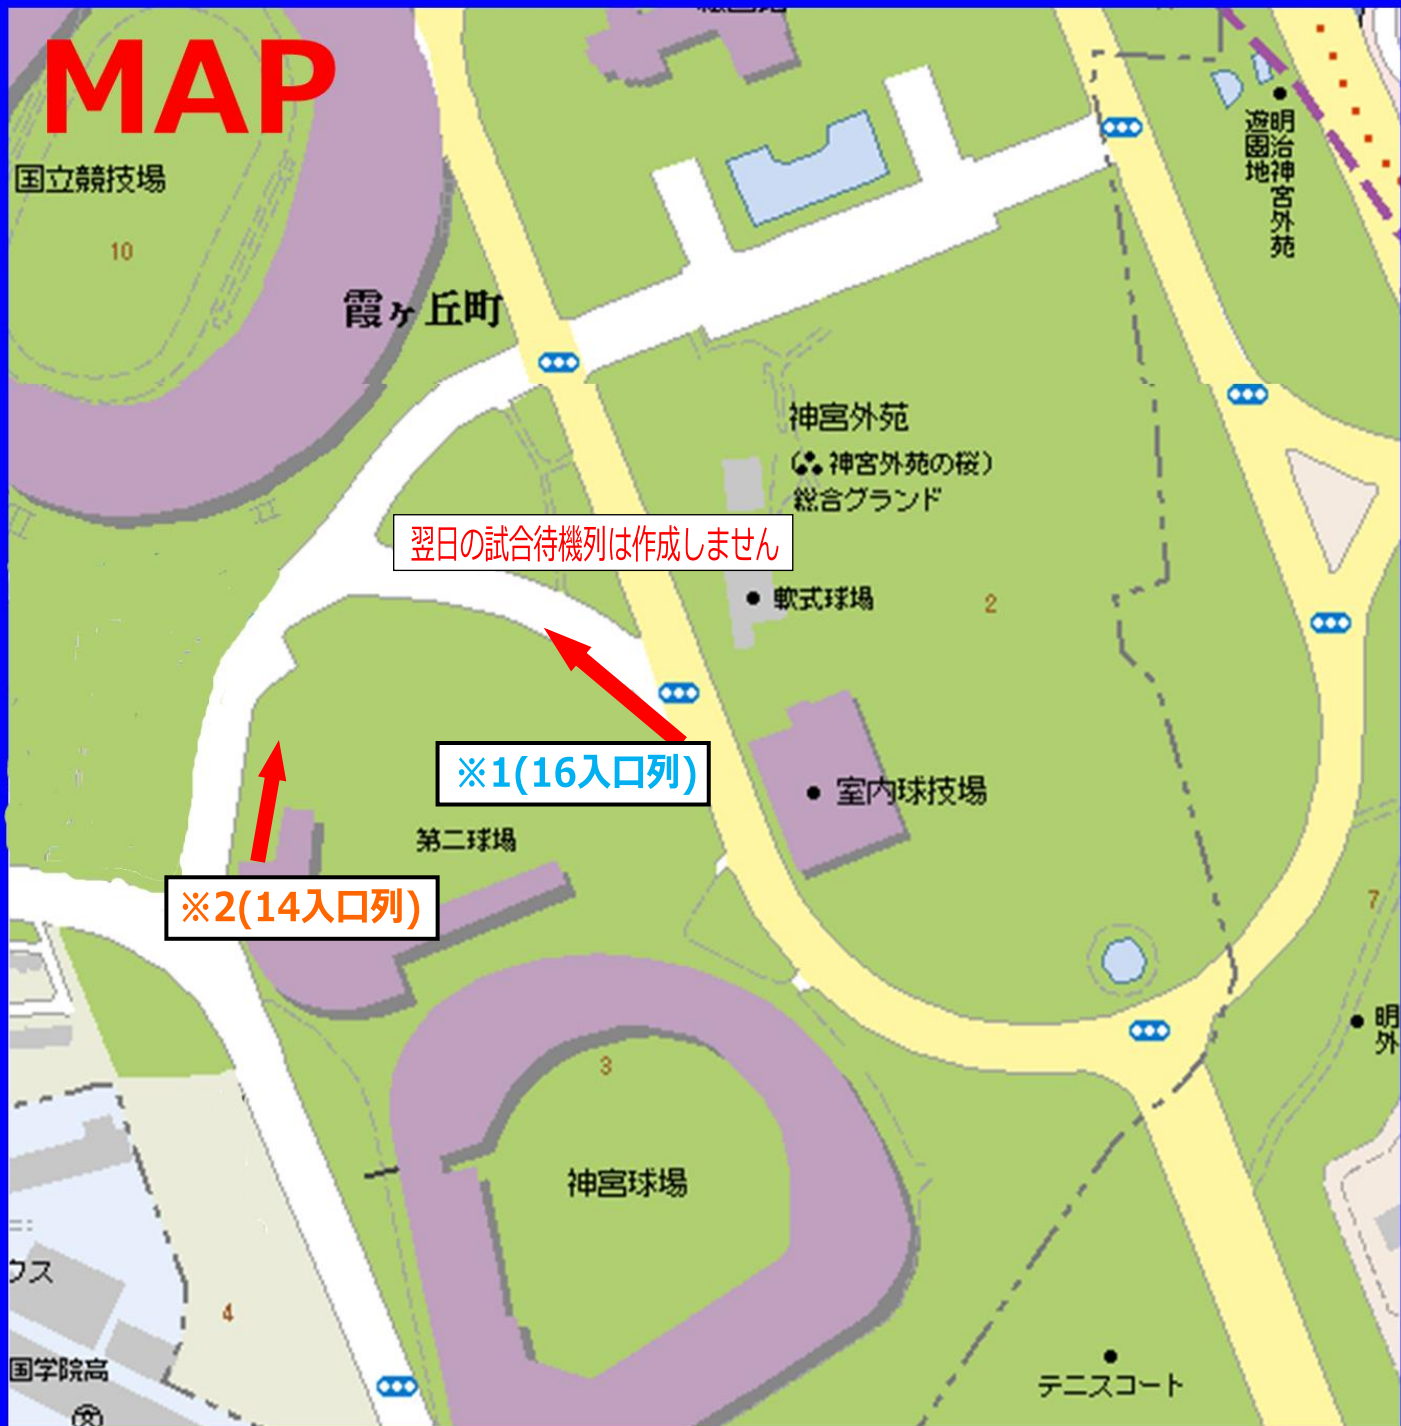 MAP
国立競技場
10
霞ヶ丘町
明治神宮外苑
遊園地
神宮外苑
(神宮外苑の桜)
総合グランド
翌日の試合待機列は作成しません
軟式球場
2
※1(16入口列)
室内球技場
第二球場
※2(14入口列)
7
明
外
3
神宮球場
ウス
4
国学院高
テニスコート